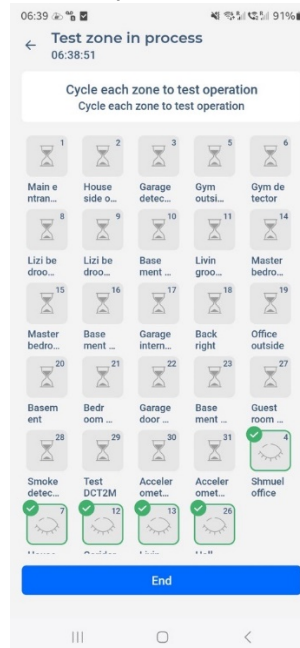 06:39
91%
Test zone in process
06:38:51
Cycle each zone to test operation
Cycle each zone to test operation
1 2 3 5 6
Main e ntran... House side o... Garage detec... Gym outsi... Gym de tector
8 9 10 11 14
Lizi be droo... Lizi be droo... Base ment ... Livin groo... Master bedro...
15 16 17 18 19
Master bedro... Base ment ... Garage intern... Back right Office outside
20 21 22 23 27
Basem ent Bedr oom ... Garage door ... Base ment ... Guest room ...
28 29 30 31 4
Smoke detec... Test DCT2M Acceler omet... Acceler omet... Shmuel office
7 12 13 26
End